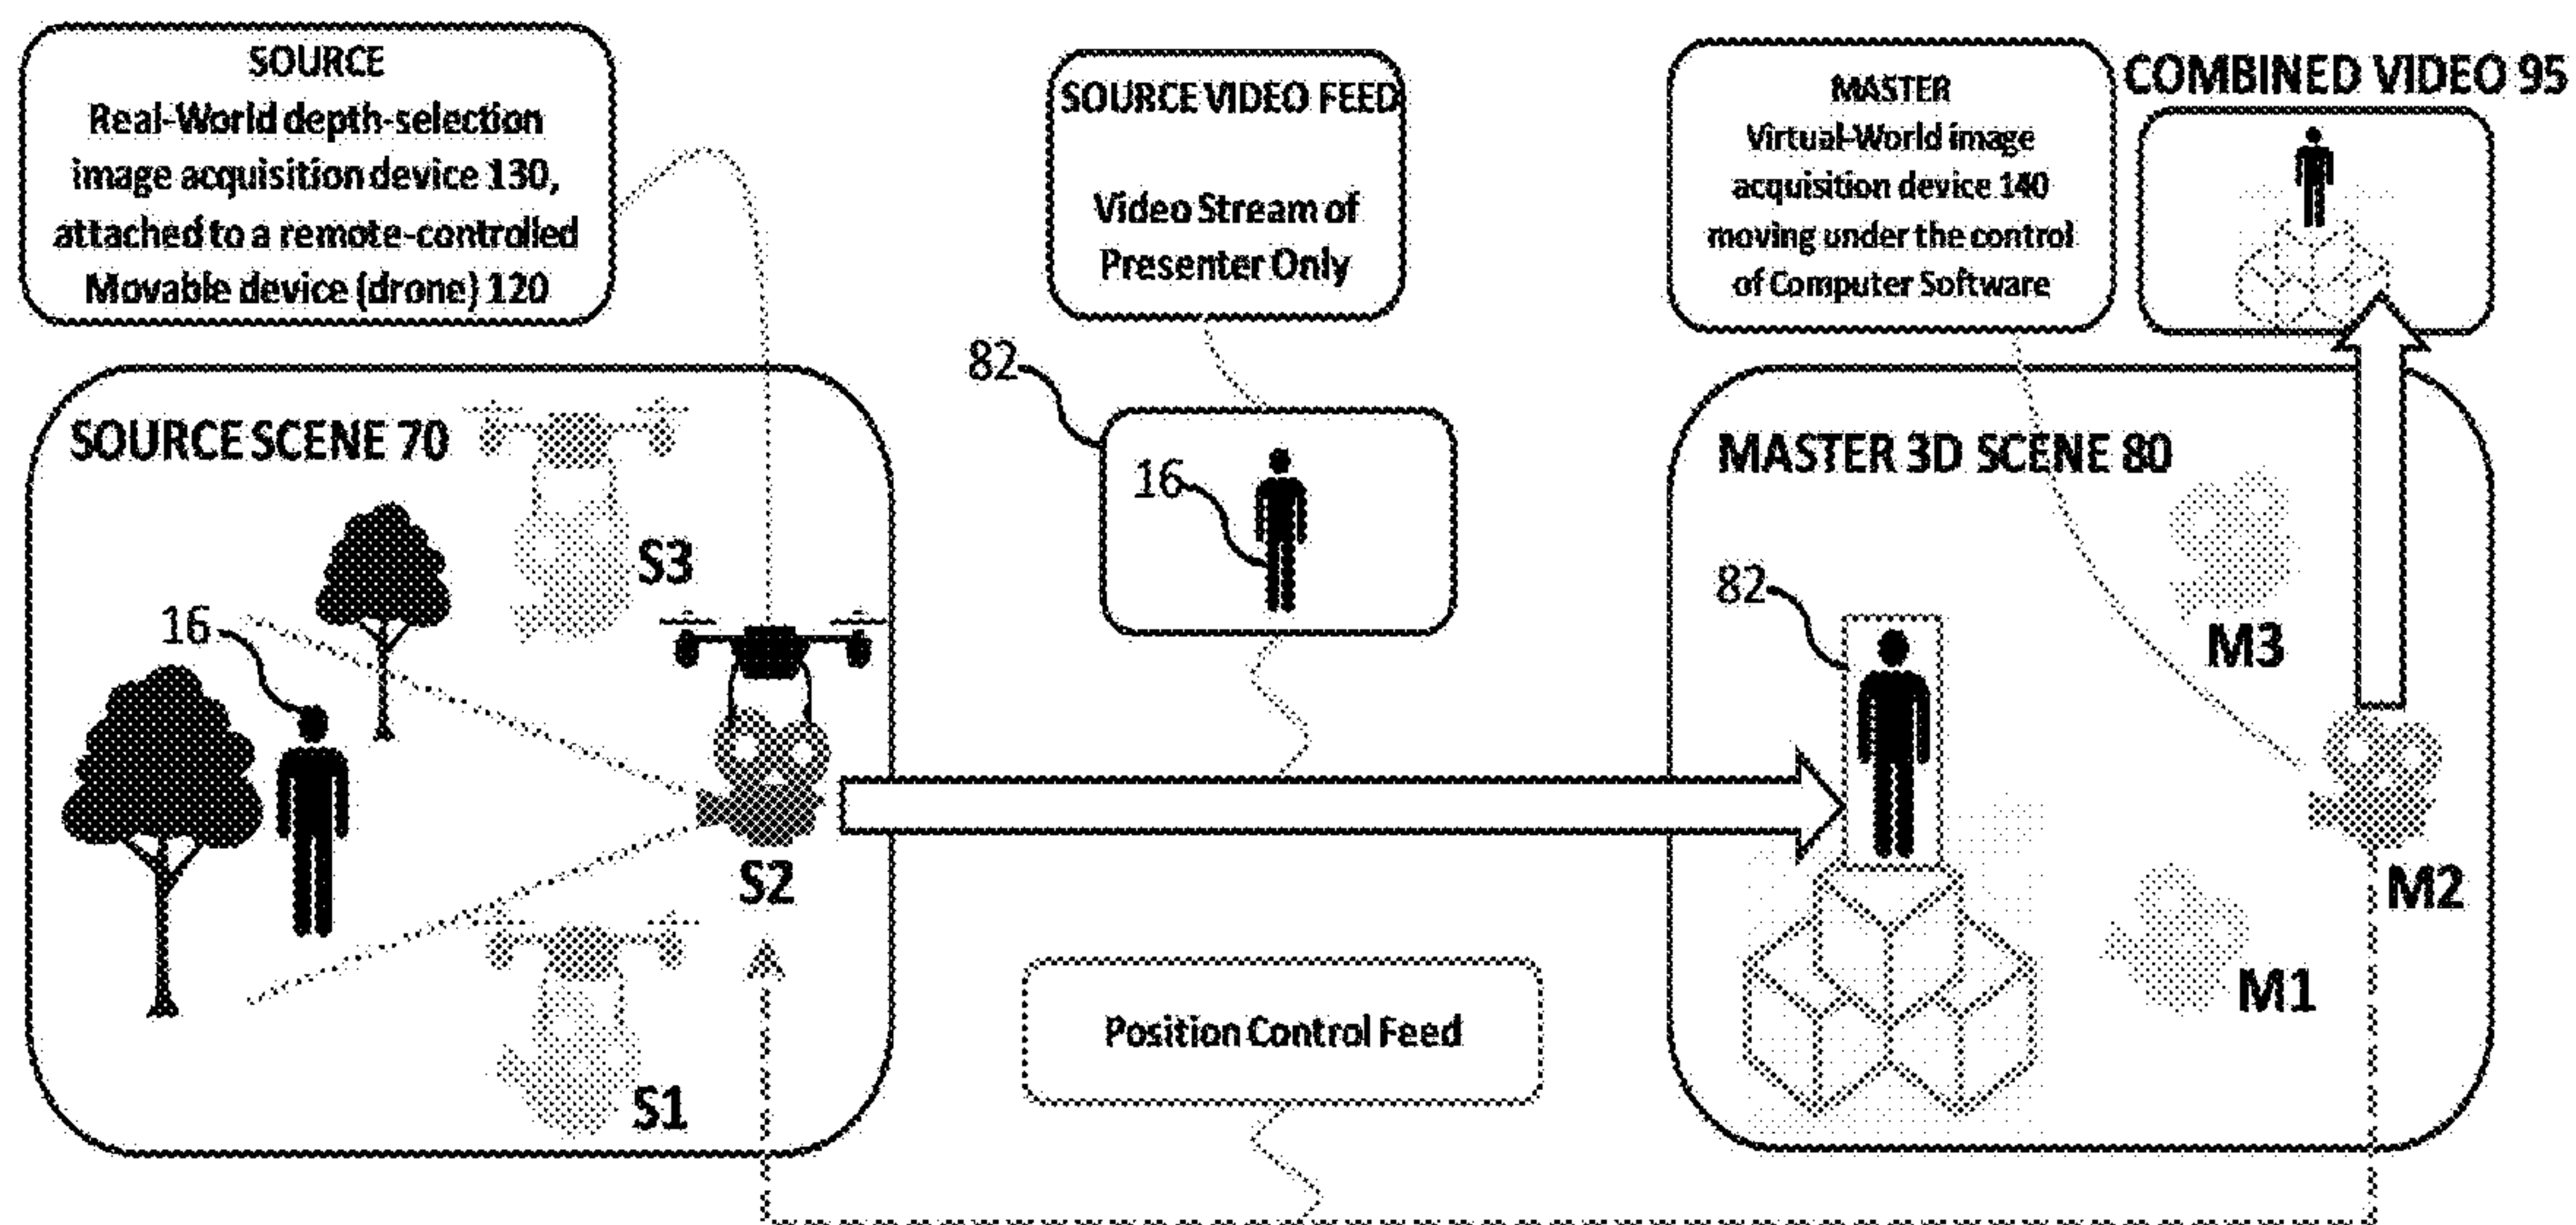 SOURCE
Real-World depth-selection
image acquisition device 130,
attached to a remote-controlled
Movable device (drone) 120
SOURCE VIDEO FEED
Video Stream of
Presenter Only
MASTER
Virtual-World image
acquisition device 140
moving under the control
of Computer Software
COMBINED VIDEO 95
82
SOURCE SCENE 70
16
S3
16
S2
S1
MASTER 3D SCENE 80
82
M3
M2
M1
Position Control Feed